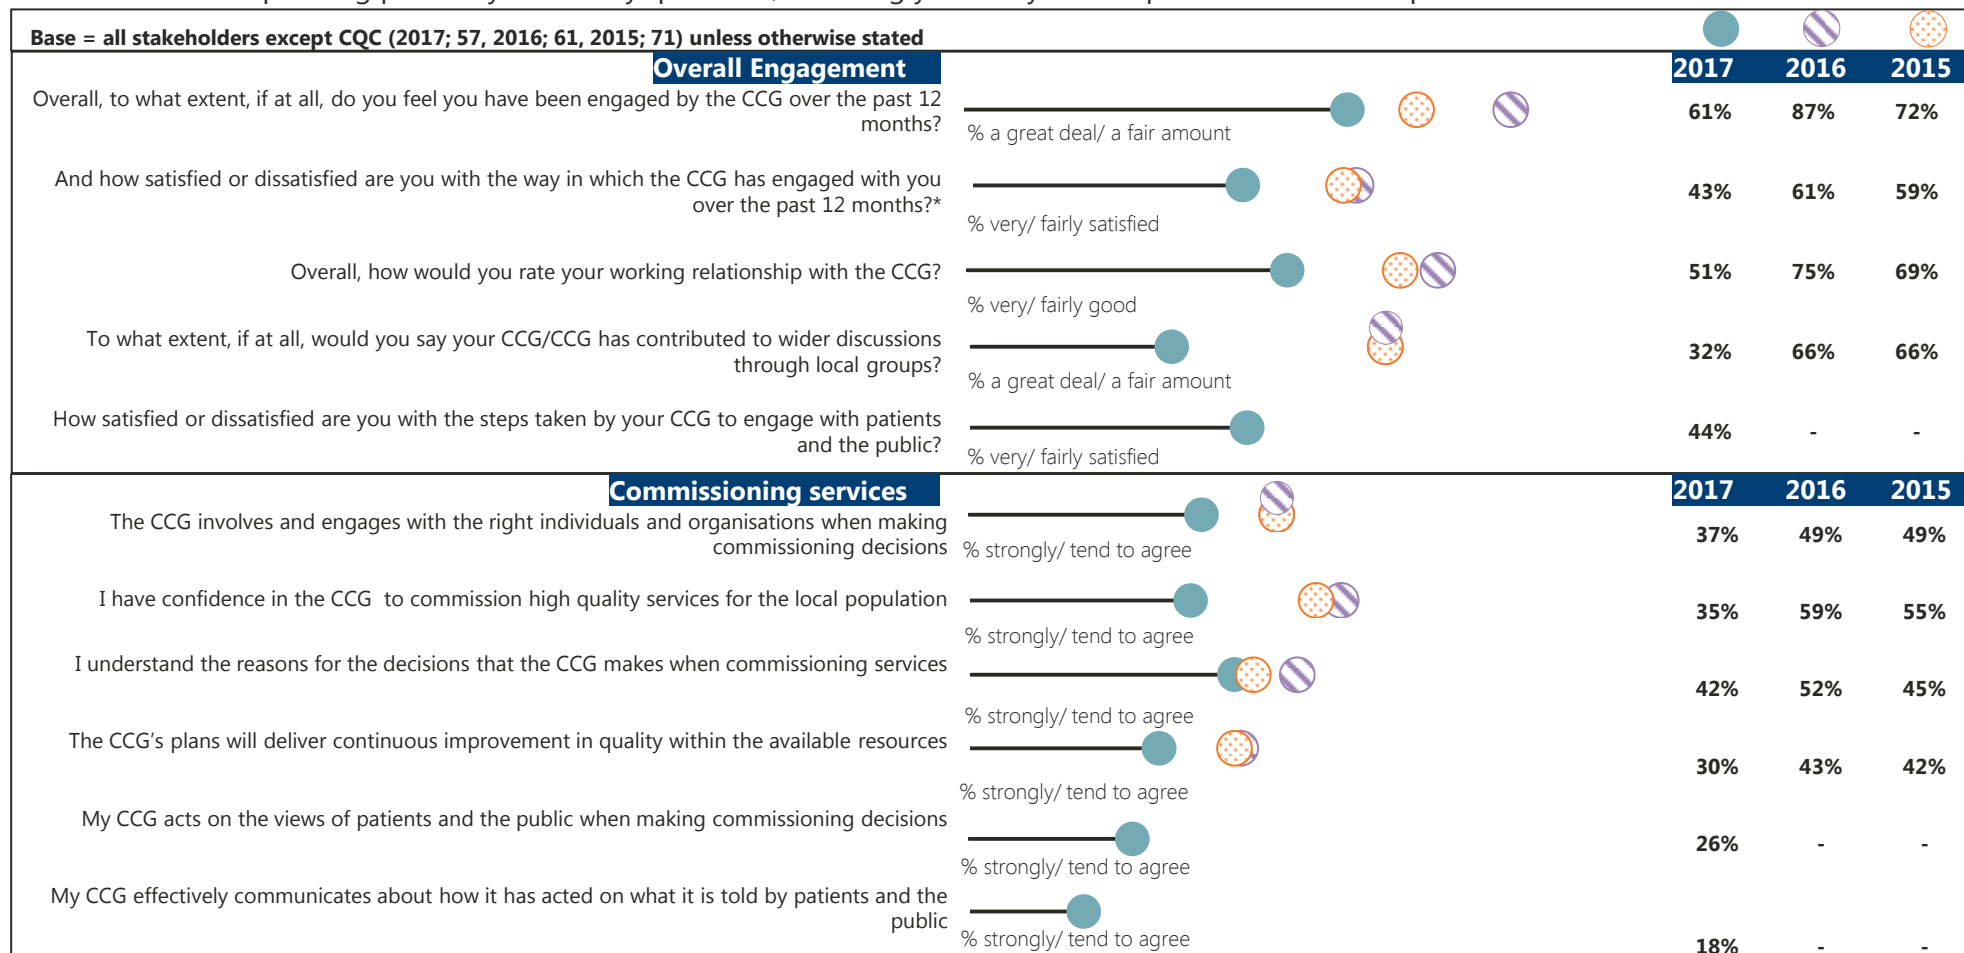 Base = all stakeholders except CQC (2017; 57, 2016; 61, 2015; 71) unless otherwise stated
Overall Engagement 2017 2016 2015
Overall, to what extent, if at all, do you feel you have been engaged by the CCG over the past 12
months?
% a great deal/ a fair amount
61% 87% 72%
And how satisfied or dissatisfied are you with the way in which the CCG has engaged with you
over the past 12 months?*
% very/ fairly satisfied
43% 61% 59%
Overall, how would you rate your working relationship with the CCG?
% very/ fairly good
51% 75% 69%
To what extent, if at all, would you say your CCG/CCG has contributed to wider discussions
through local groups?
% a great deal/ a fair amount
32% 66% 66%
How satisfied or dissatisfied are you with the steps taken by your CCG to engage with patients
and the public?
% very/ fairly satisfied
44% - -
Commissioning services 2017 2016 2015
The CCG involves and engages with the right individuals and organisations when making
commissioning decisions
% strongly/ tend to agree
37% 49% 49%
I have confidence in the CCG to commission high quality services for the local population
% strongly/ tend to agree
35% 59% 55%
I understand the reasons for the decisions that the CCG makes when commissioning services
% strongly/ tend to agree
42% 52% 45%
The CCG’s plans will deliver continuous improvement in quality within the available resources
% strongly/ tend to agree
30% 43% 42%
My CCG acts on the views of patients and the public when making commissioning decisions
% strongly/ tend to agree
26% - -
My CCG effectively communicates about how it has acted on what it is told by patients and the
public
% strongly/ tend to agree
18% - -